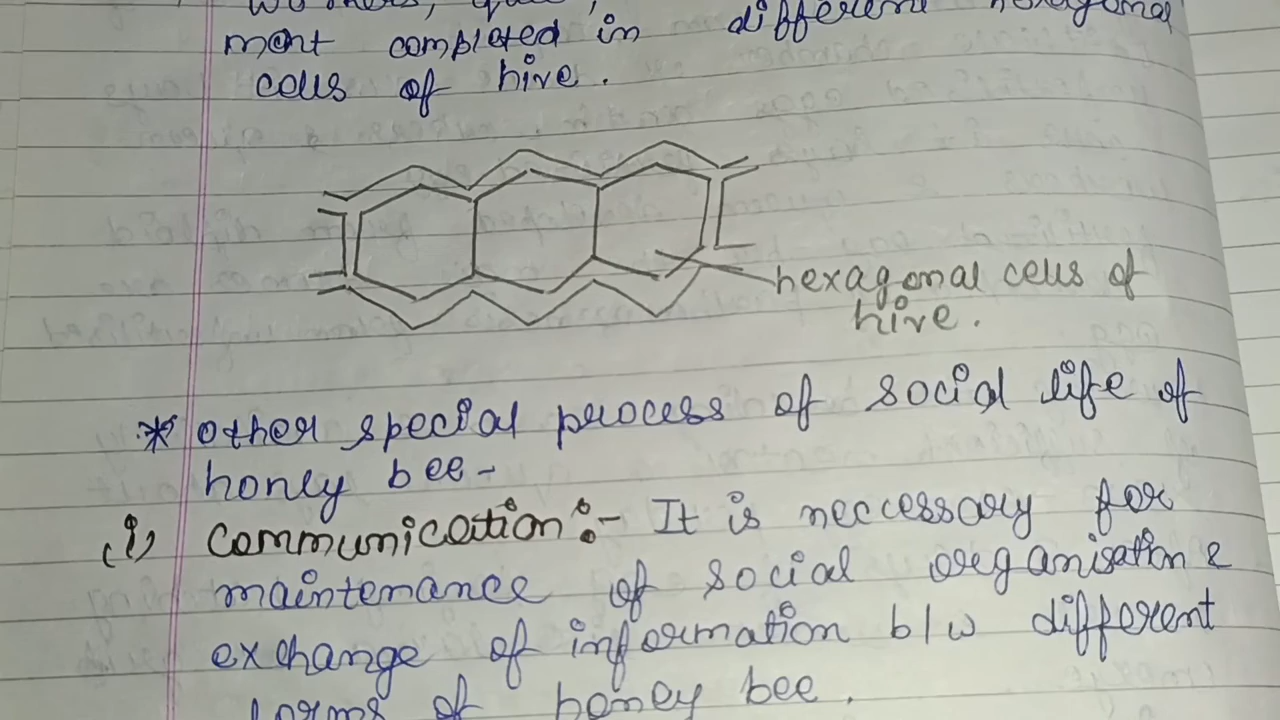 different hexagonal
ment completed in
cells of hive.
hexagonal cells of
hive.
* other special process of social life of
honey bee -
(i) Communication :- It is neccessary for
maintenance of social organisation &
exchange of information b/w different
forms of honey bee.